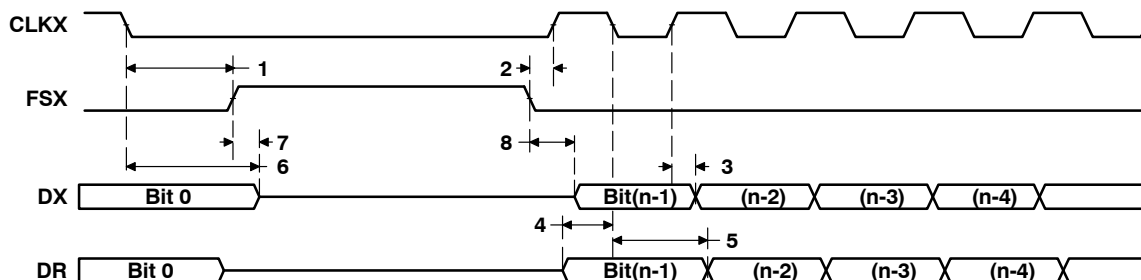 CLKX
1
2
FSX
7
8
6
3
DX
Bit 0
Bit(n-1)
(n-2)
(n-3)
(n-4)
4
5
DR
Bit 0
Bit(n-1)
(n-2)
(n-3)
(n-4)